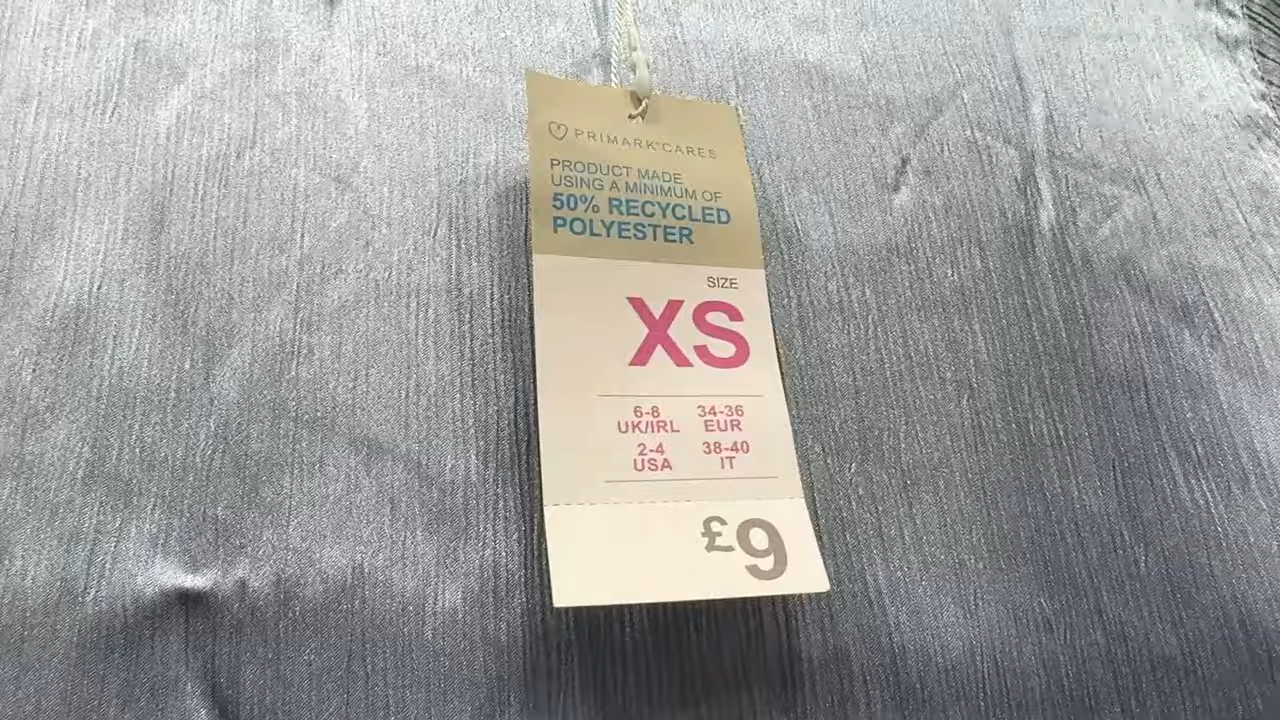 PRIMARK®CARES
PRODUCT MADE
USING A MINIMUM OF
50% RECYCLED
POLYESTER
SIZE
XS
6-8 34-36
UK/IRL EUR
2-4 38-40
USA IT
£9